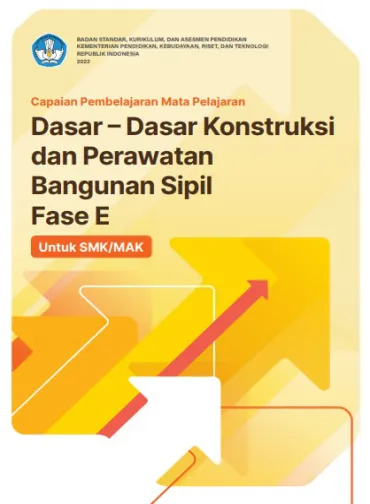 BADAN STANDAR, KURIKULUM, DAN ASESMEN PENDIDIKAN
KEMENTERIAN PENDIDIKAN, KEBUDAYAAN, RISET, DAN TEKNOLOGI
REPUBLIK INDONESIA
2022
Capaian Pembelajaran Mata Pelajaran
Dasar – Dasar Konstruksi
dan Perawatan
Bangunan Sipil
Fase E
Untuk SMK/MAK